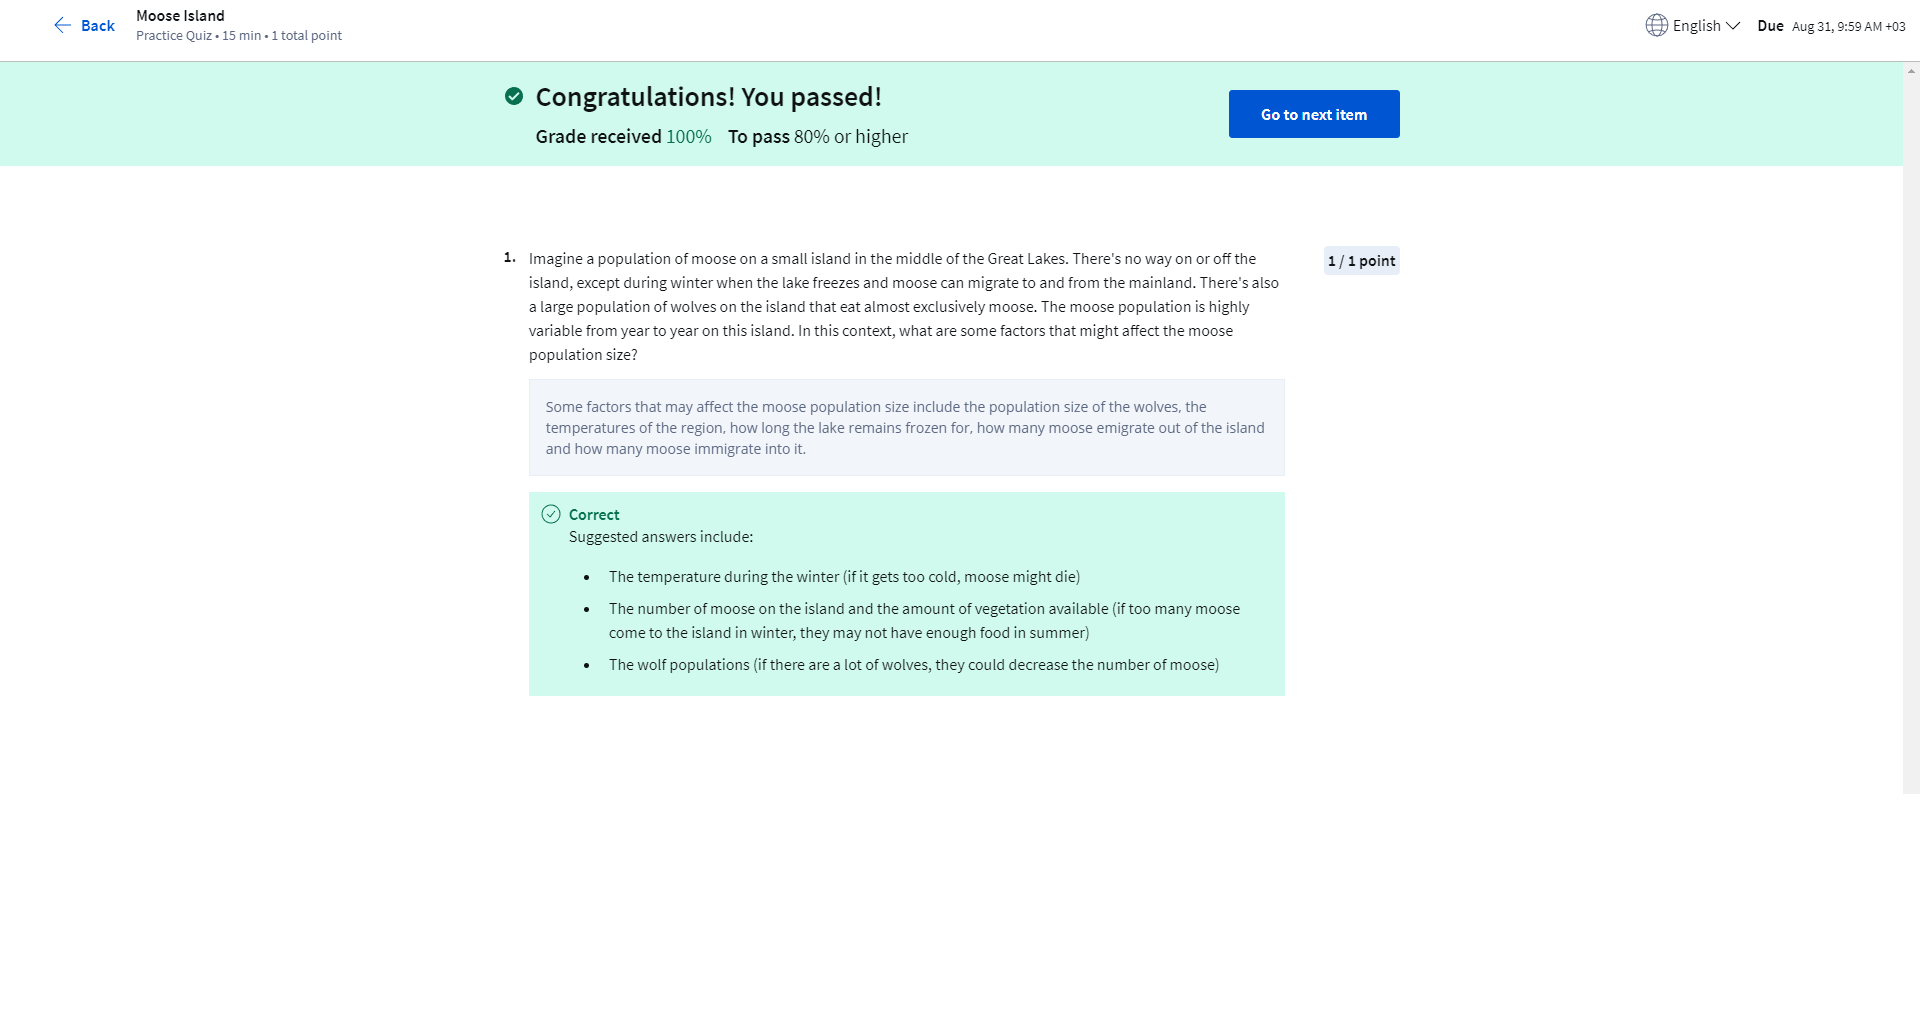 Back
Moose Island
Practice Quiz • 15 min • 1 total point
English
Due Aug 31, 9:59 AM +03
Congratulations! You passed!
Grade received 100% To pass 80% or higher
Go to next item
1. Imagine a population of moose on a small island in the middle of the Great Lakes. There's no way on or off the
island, except during winter when the lake freezes and moose can migrate to and from the mainland. There's also
a large population of wolves on the island that eat almost exclusively moose. The moose population is highly
variable from year to year on this island. In this context, what are some factors that might affect the moose
population size?
1 / 1 point
Some factors that may affect the moose population size include the population size of the wolves, the
temperatures of the region, how long the lake remains frozen for, how many moose emigrate out of the island
and how many moose immigrate into it.
Correct
Suggested answers include:
• The temperature during the winter (if it gets too cold, moose might die)
• The number of moose on the island and the amount of vegetation available (if too many moose
come to the island in winter, they may not have enough food in summer)
• The wolf populations (if there are a lot of wolves, they could decrease the number of moose)